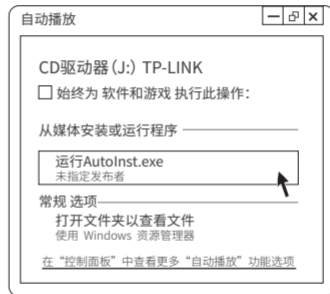 自动播放
CD驱动器(J:) TP-LINK
始终为 软件和游戏 执行此操作:
从媒体安装或运行程序
运行AutoInst.exe
未指定发布者
常规 选项
打开文件夹以查看文件
使用 Windows 资源管理器
在“控制面板”中查看更多“自动播放”功能选项